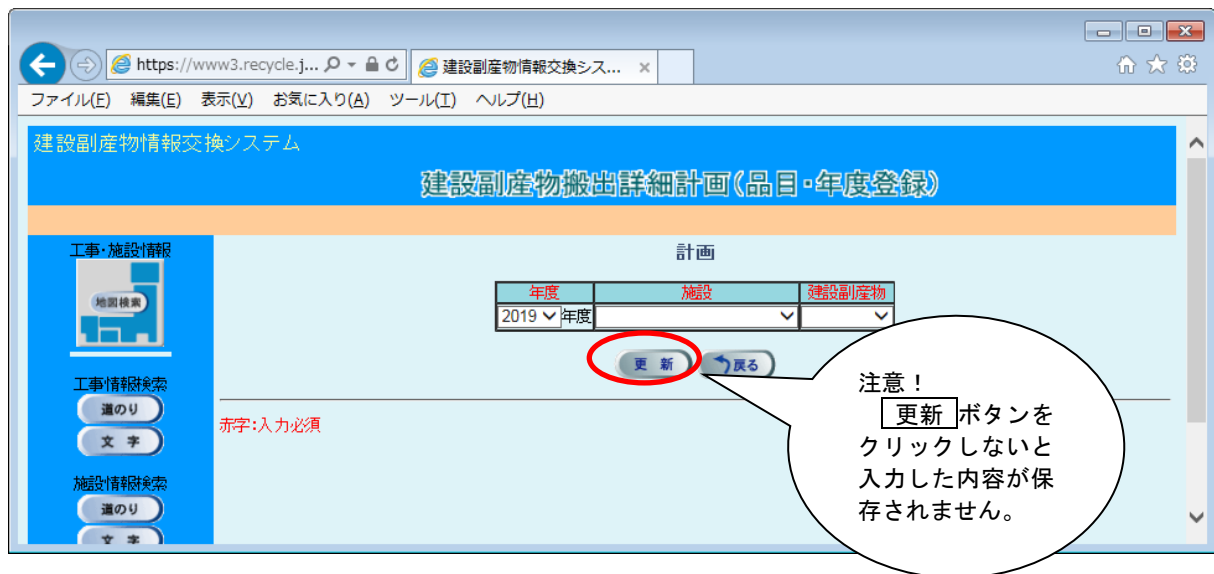 https://www3.recycle.j...
建設副産物情報交換シス...
ファイル(F) 編集(E) 表示(V) お気に入り(A) ツール(T) ヘルプ(H)
建設副産物情報交換システム
建設副産物搬出詳細計画(品目・年度登録)
工事・施設情報
地図検索
工事情報検索
道のり
文 字
施設情報検索
道のり
文 字
計画
年度 施設 建設副産物
2019 年度
更 新 戻る
赤字:入力必須
注意!
更新 ボタンを
クリックしないと
入力した内容が保
存されません。